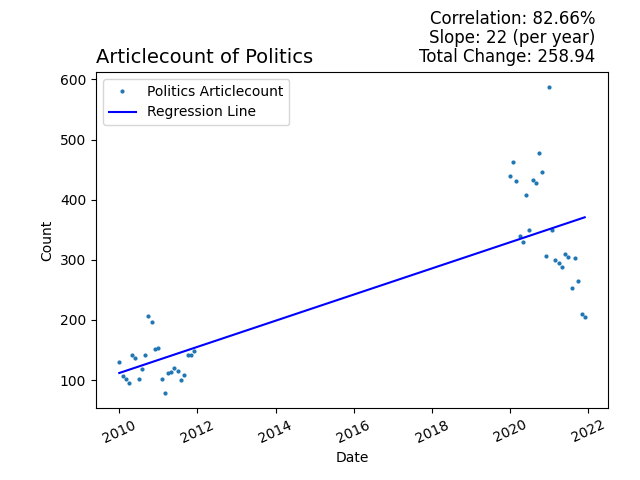 Correlation: 82.66%
Slope: 22 (per year)
Total Change: 258.94
Articlecount of Politics
Politics Articlecount
Regression Line
600
500
400
300
200
100
Count
2010
2012
2014
2016
2018
2020
2022
Date